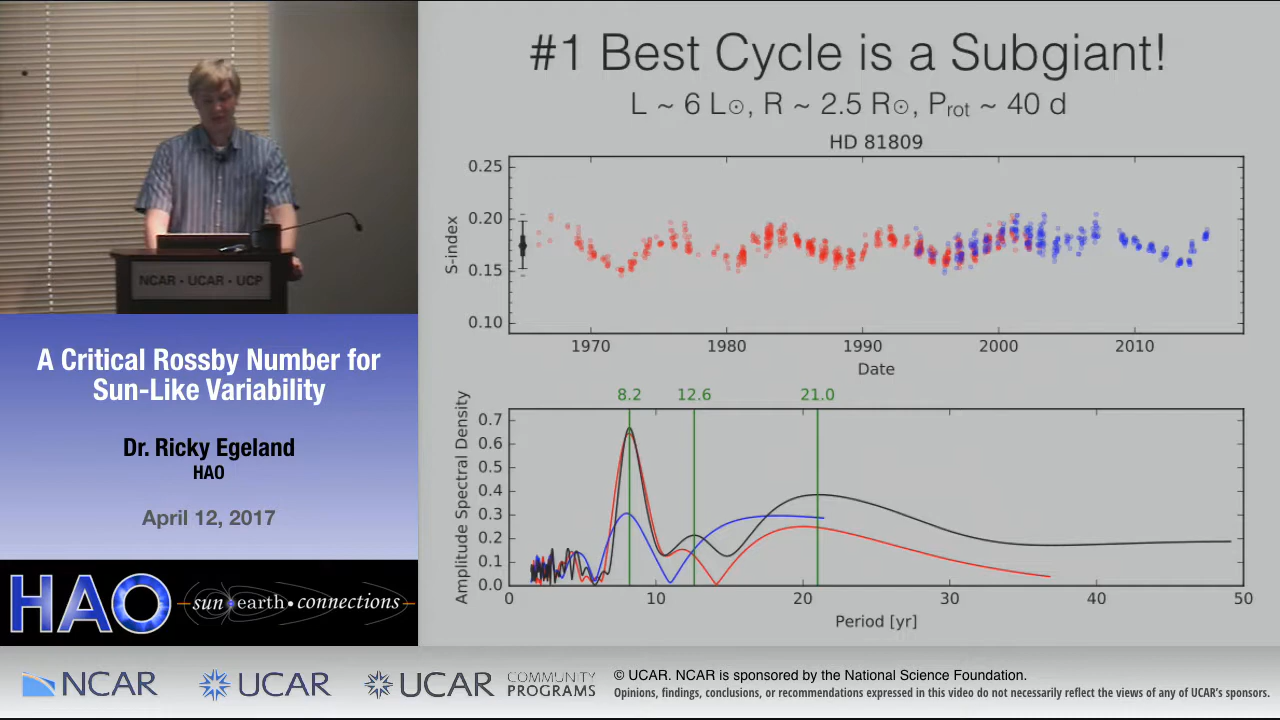 #1 Best Cycle is a Subgiant!
L ~ 6 L☉, R ~ 2.5 R☉, Prot ~ 40 d
HD 81809
0.25
0.20
0.15
0.10
S-index
1970 1980 1990 2000 2010
Date
8.2 12.6 21.0
0.7
0.6
0.5
0.4
0.3
0.2
0.1
0.0
Amplitude Spectral Density
0 10 20 30 40 50
Period [yr]
NCAR • UCAR • UCP
A Critical Rossby Number for
Sun-Like Variability
Dr. Ricky Egeland
HAO
April 12, 2017
HAO
sun earth • connections
NCAR
UCAR
UCAR
COMMUNITY
PROGRAMS
© UCAR. NCAR is sponsored by the National Science Foundation.
Opinions, findings, conclusions, or recommendations expressed in this video do not necessarily reflect the views of any of UCAR's sponsors.